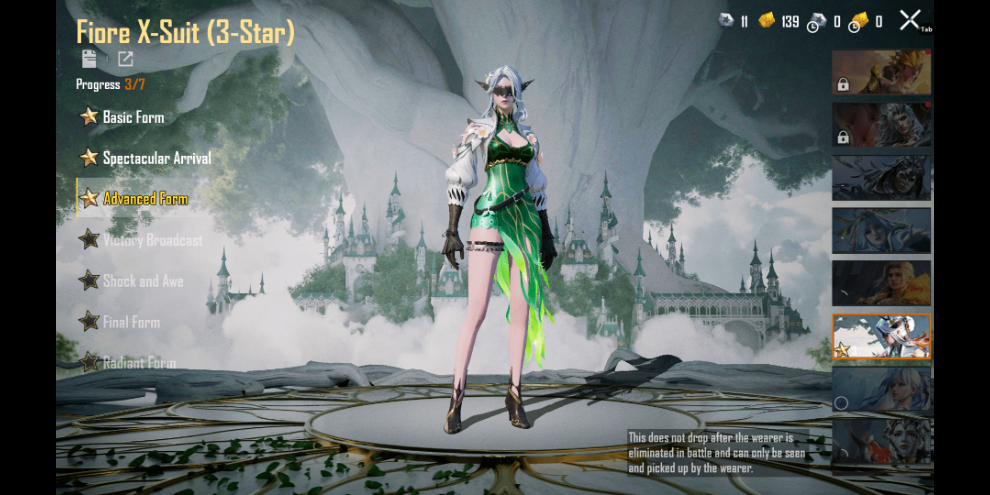 Fiore X-Suit (3-Star)
11 139 0 0
Tab
Progress 3/7
Basic Form
Spectacular Arrival
Advanced Form
Victory Broadcast
Shock and Awe
Final Form
Radiant Form
This does not drop after the wearer is
eliminated in battle and can only be seen
and picked up by the wearer.